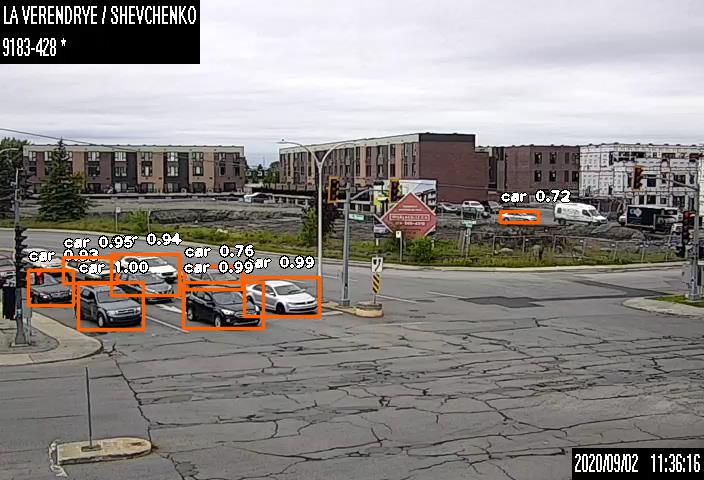 LA VERENDRYE / SHEVCHENKO
9183-428 *
car 0.72
car 0.95
0.94
car 0.76
car 1.00
car 0.99
car 0.99
2020/09/02 11:36:16